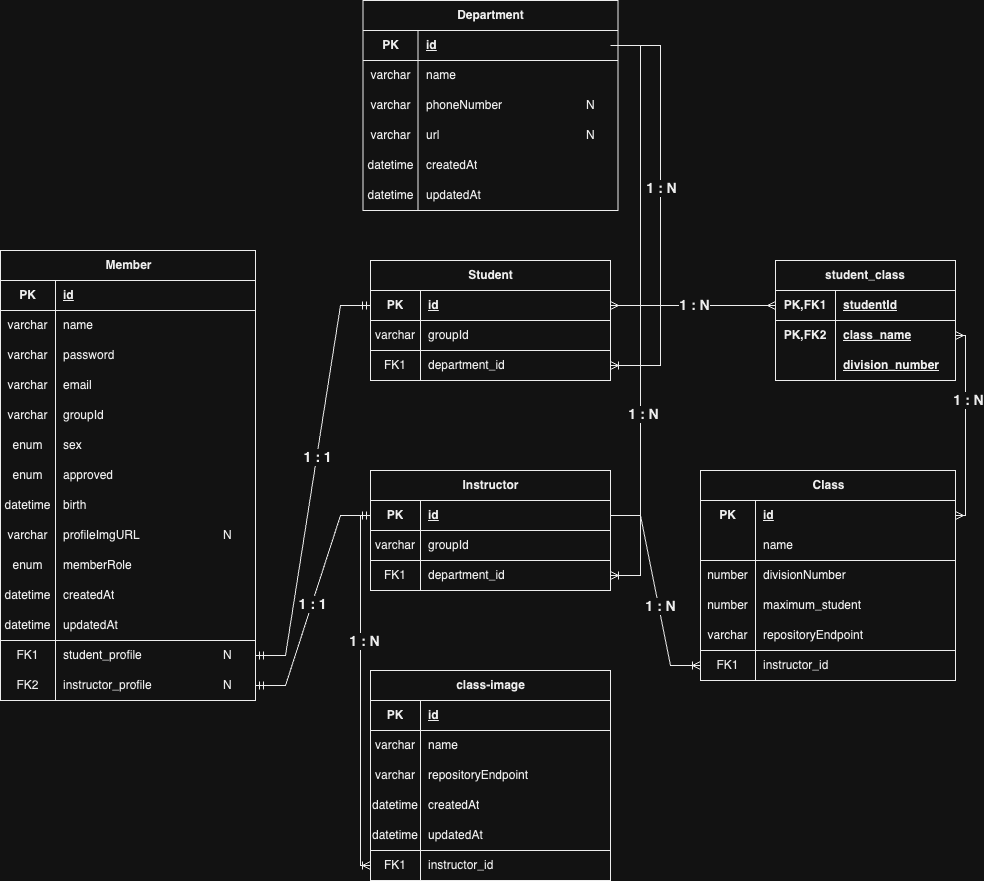 Department
PK id
varchar name
varchar phoneNumber N
varchar url N
datetime createdAt
datetime updatedAt
1 : N
Member
PK id
varchar name
varchar password
varchar email
varchar groupId
enum sex
enum approved
datetime birth
varchar profileImgURL N
enum memberRole
datetime createdAt
datetime updatedAt
FK1 student_profile N
FK2 instructor_profile N
1 : 1
1 : 1
Student
PK id
varchar groupId
FK1 department_id
1 : N
student_class
PK,FK1 studentId
PK,FK2 class_name
division_number
1 : N
1 : N
Instructor
PK id
varchar groupId
FK1 department_id
1 : N
1 : N
Class
PK id
name
number divisionNumber
number maximum_student
varchar repositoryEndpoint
FK1 instructor_id
class-image
PK id
varchar name
varchar repositoryEndpoint
datetime createdAt
datetime updatedAt
FK1 instructor_id